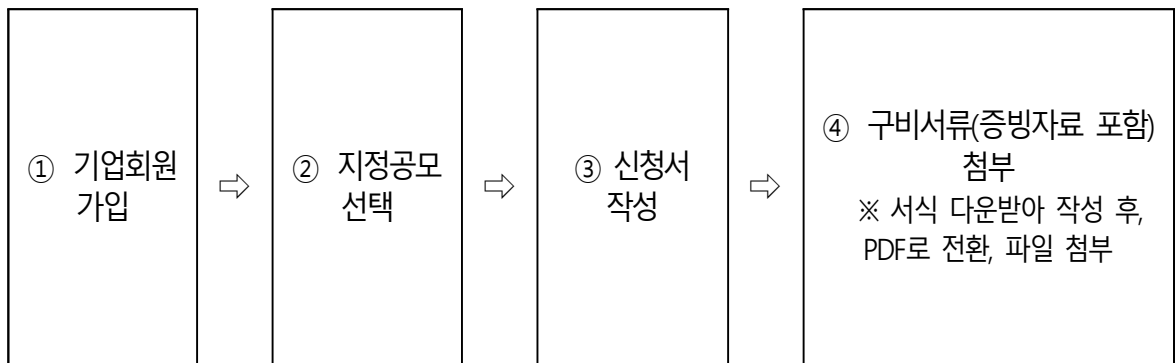 ① 기업회원
가입
⇨
② 지정공모
선택
⇨
③ 신청서
작성
⇨
④ 구비서류(증빙자료 포함)
첨부
※ 서식 다운받아 작성 후,
PDF로 전환, 파일 첨부